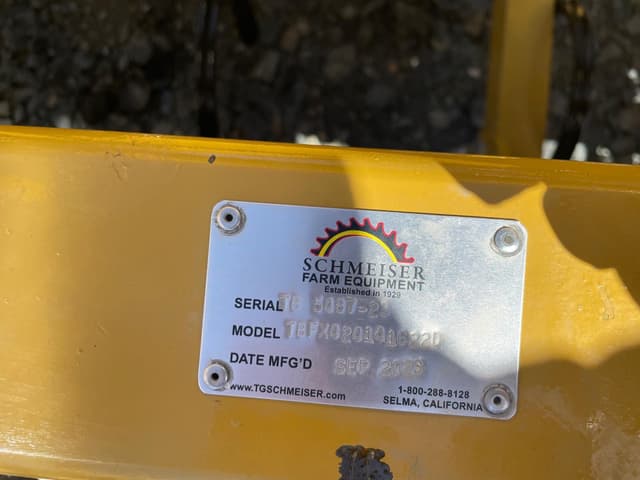 SCHMEISER
FARM EQUIPMENT
Established in 1929
SERIAL
MODEL
DATE MFG'D SEP
www.TGSCHMEISER.com
1-800-288-8128
SELMA, CALIFORNIA